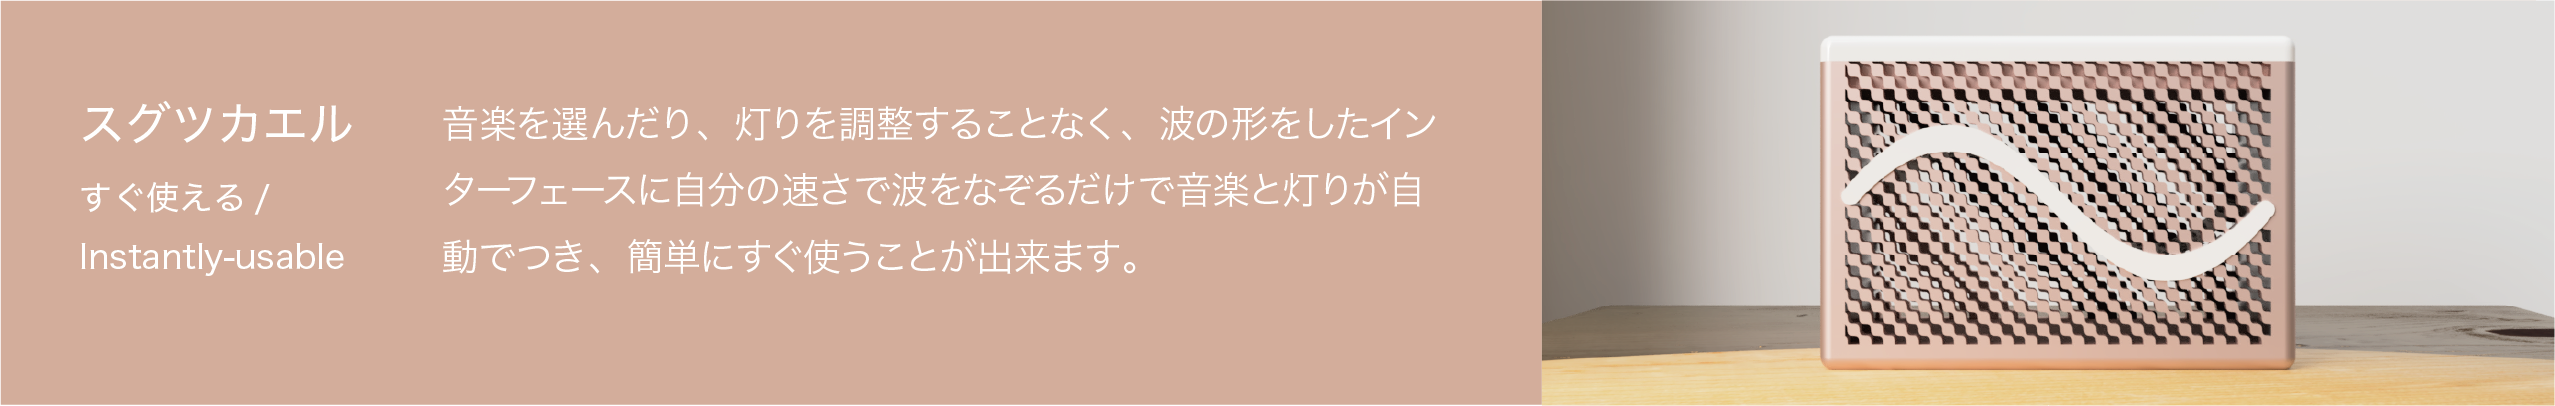 スグツカエル
すぐ使える /
Instantly-usable
音楽を選んだり、灯りを調整することなく、波の形をしたイン
ターフェースに自分の速さで波をなぞるだけで音楽と灯りが自
動でつき、簡単にすぐ使うことが出来ます。